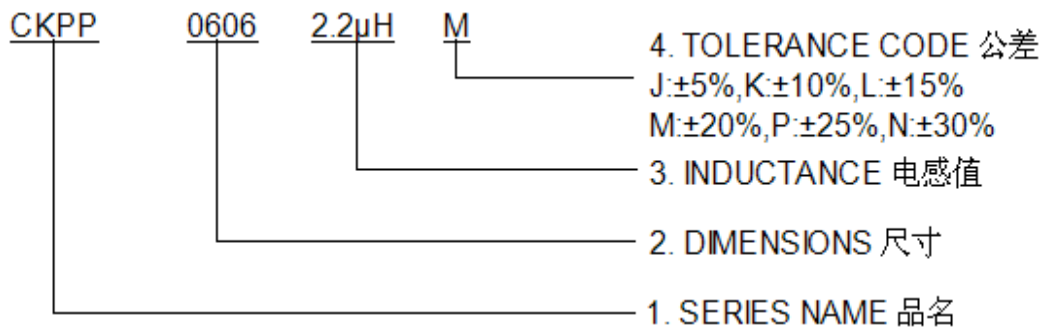 CKPP 0606 2.2µH M
4. TOLERANCE CODE 公差
J:±5%,K:±10%,L:±15%
M:±20%,P:±25%,N:±30%
3. INDUCTANCE 电感值
2. DIMENSIONS 尺寸
1. SERIES NAME 品名